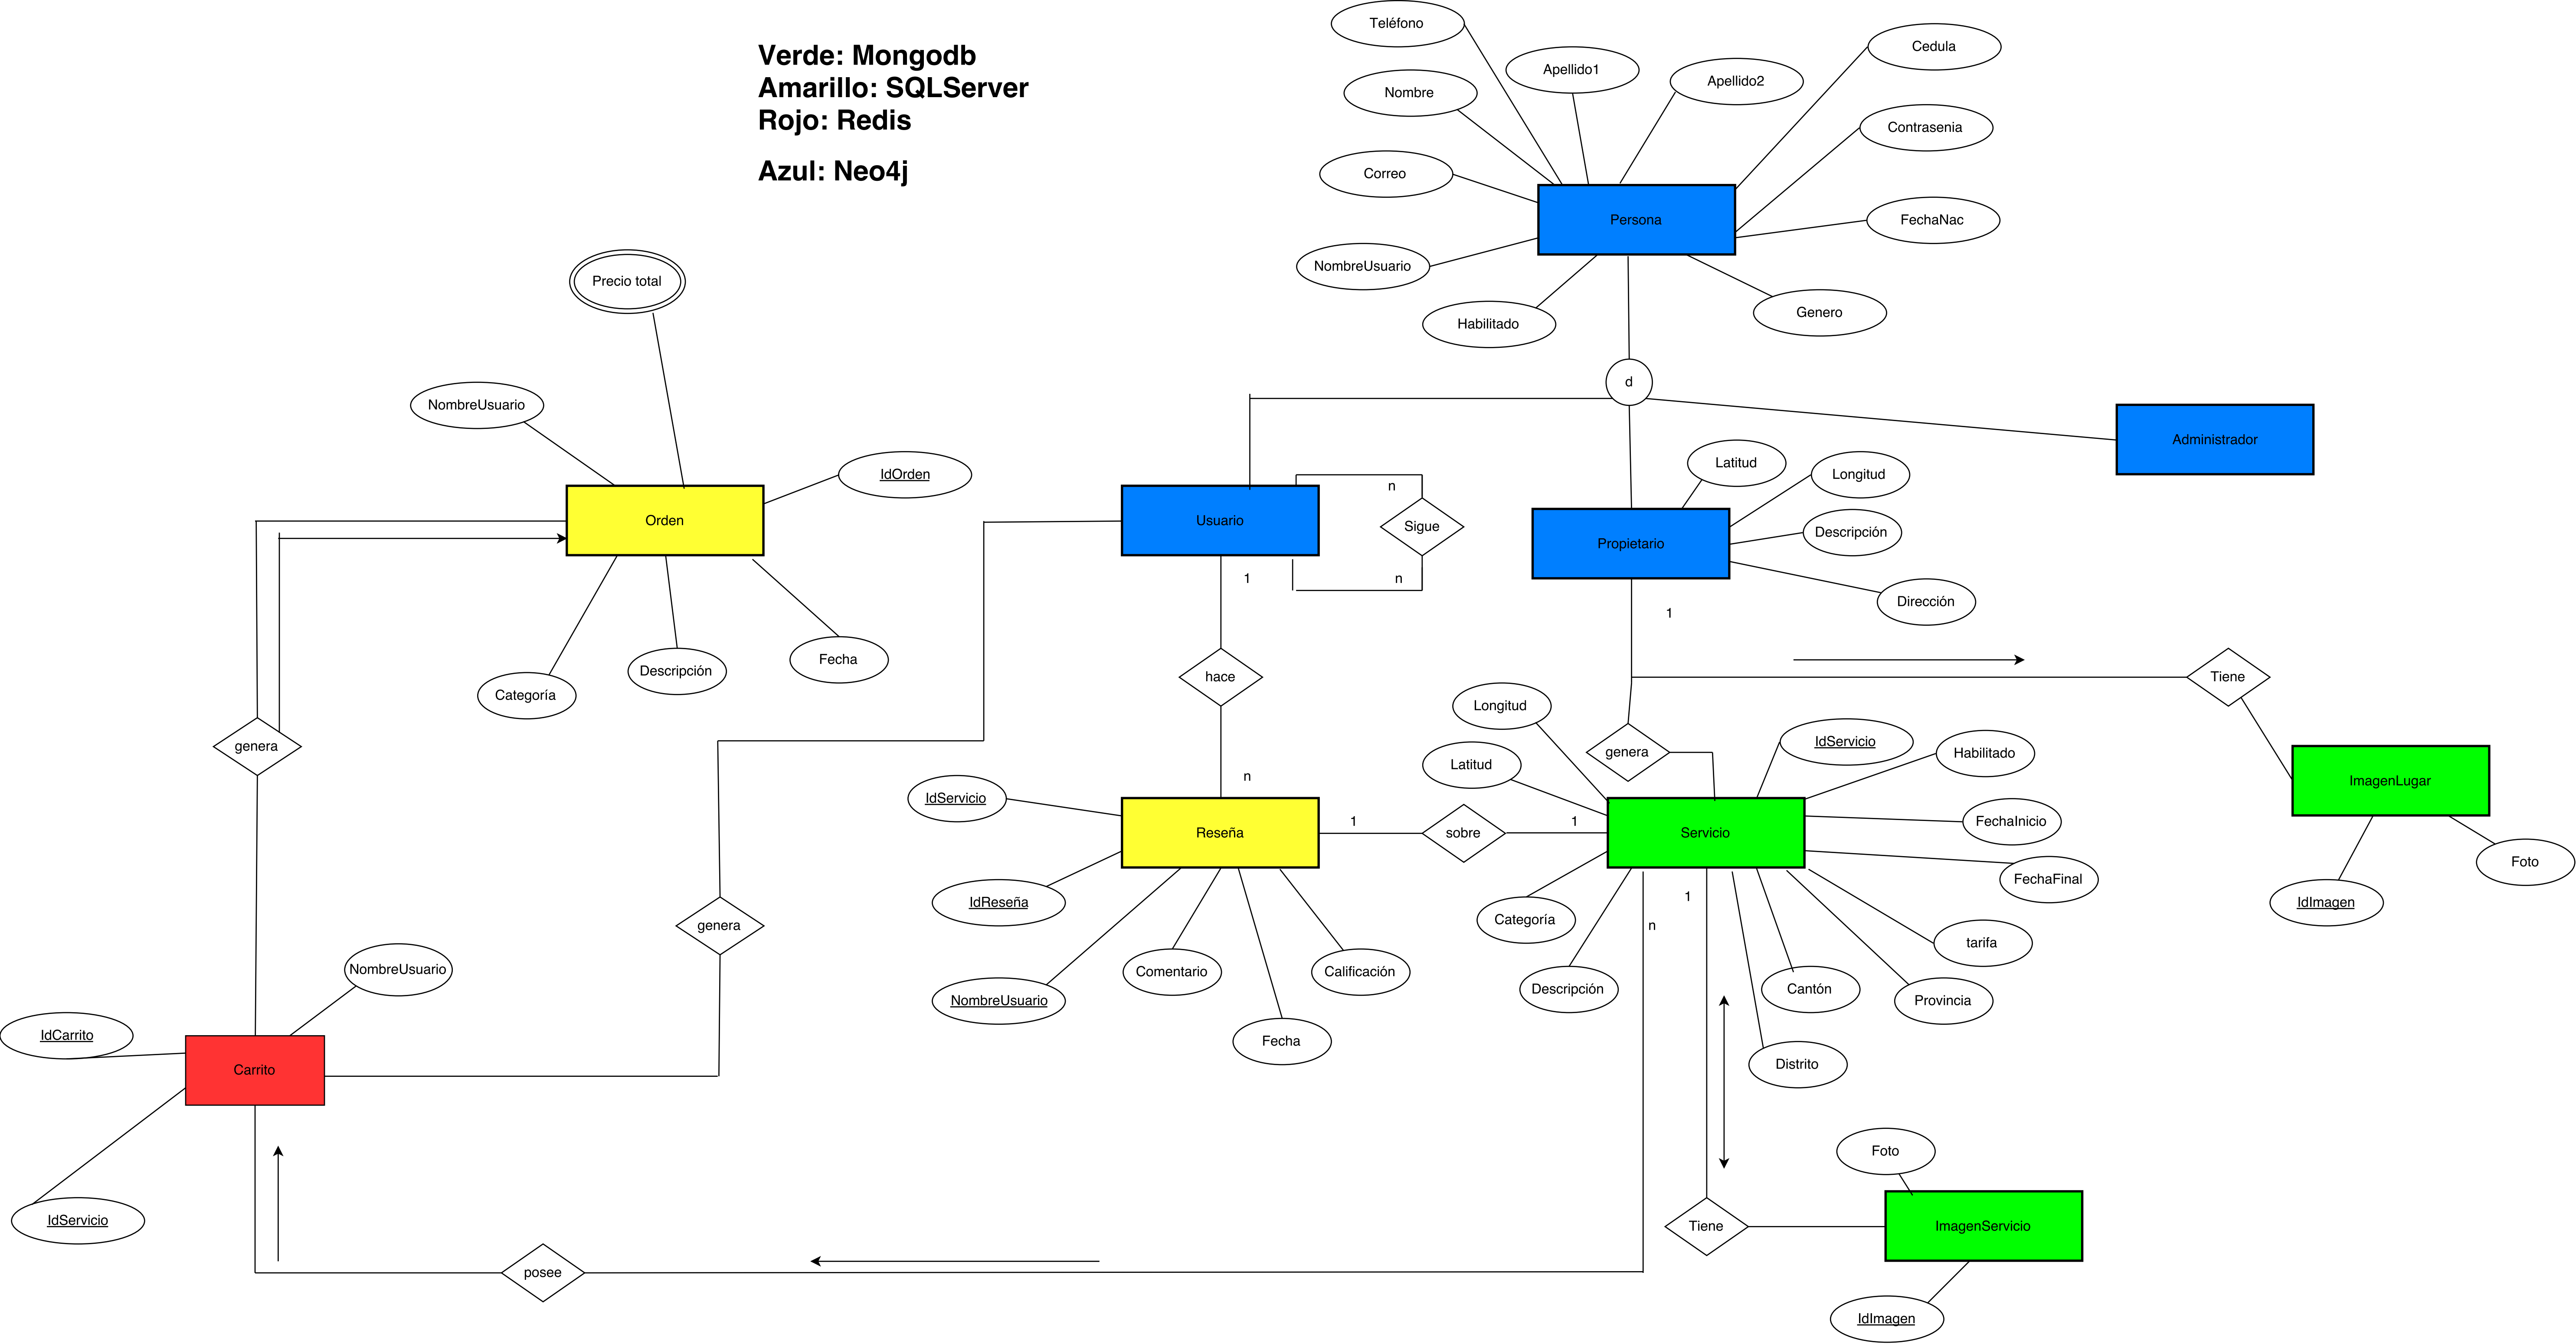 Verde: Mongodb
Amarillo: SQLServer
Rojo: Redis
Azul: Neo4j
Teléfono
Nombre
Apellido1
Apellido2
Cedula
Contrasenia
Correo
Persona
FechaNac
NombreUsuario
Habilitado
Genero
d
Precio total
NombreUsuario
IdOrden
Orden
Categoría
Descripción
Fecha
Usuario
n
Sigue
n
1
Administrador
Latitud
Longitud
Descripción
Propietario
Dirección
1
hace
n
Tiene
genera
Longitud
Latitud
genera
IdServicio
Habilitado
FechaInicio
FechaFinal
tarifa
Provincia
Cantón
Distrito
Servicio
Categoría
Descripción
n
1
ImagenLugar
IdImagen
Foto
IdServicio
Reseña
1
sobre
1
IdReseña
NombreUsuario
Comentario
Fecha
Calificación
genera
NombreUsuario
IdCarrito
Carrito
IdServicio
posee
Tiene
Foto
ImagenServicio
IdImagen